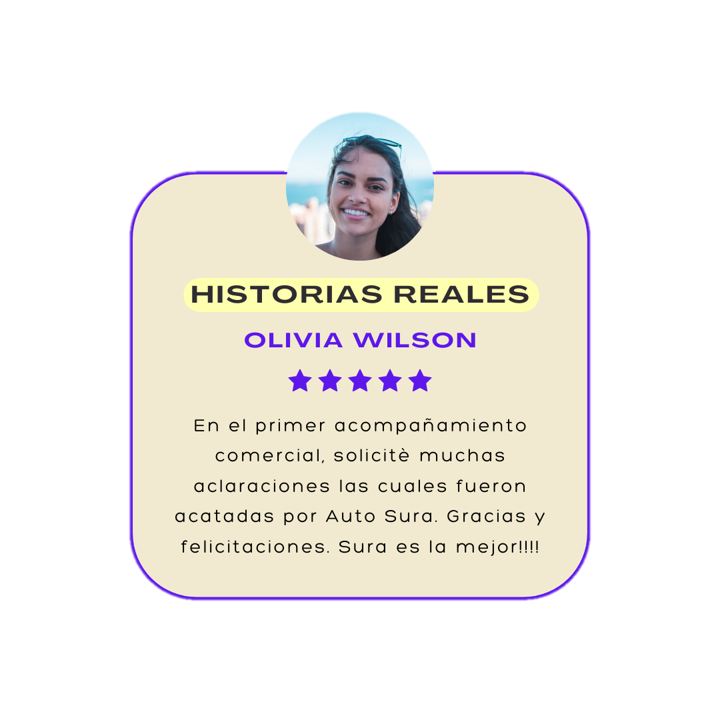 HISTORIAS REALES
OLIVIA WILSON
En el primer acompañamiento
comercial, solicitè muchas
aclaraciones las cuales fueron
acatadas por Auto Sura. Gracias y
felicitaciones. Sura es la mejor!!!!